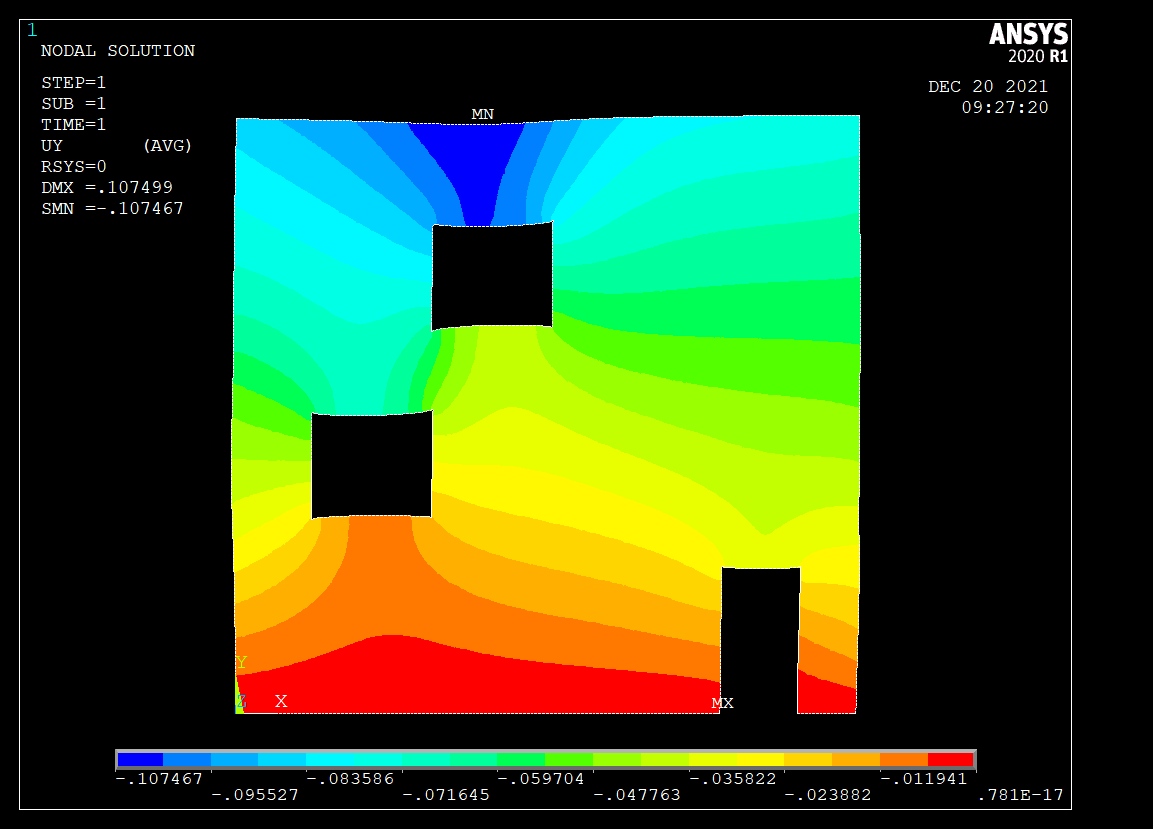 1
ANSYS
2020 R1
NODAL SOLUTION
STEP=1
SUB =1
TIME=1
UY (AVG)
RSYS=0
DMX =.107499
SMN =-.107467
DEC 20 2021
09:27:20
MN
Y
Z X
MX
-.107467 -.083586 -.059704 -.035822 -.011941
-.095527 -.071645 -.047763 -.023882 .781E-17